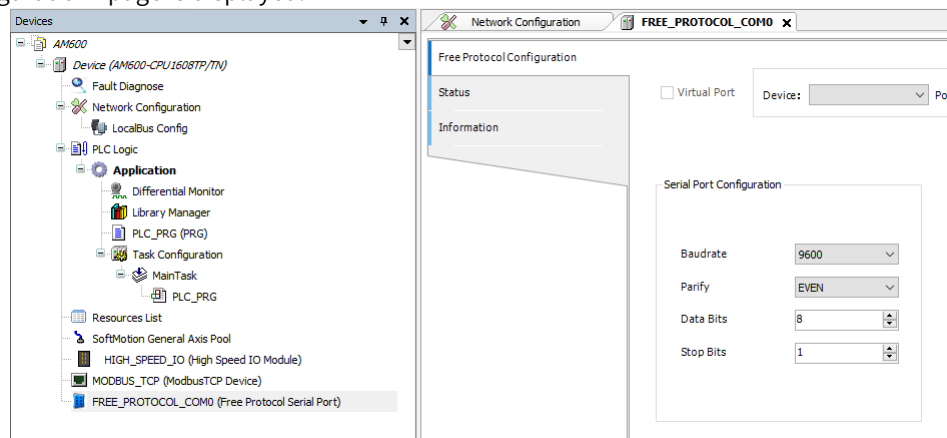 Devices
AM600
Device (AM600-CPU1608TP/TN)
Fault Diagnose
Network Configuration
LocalBus Config
PLC Logic
Application
Differential Monitor
Library Manager
PLC_PRG (PRG)
Task Configuration
MainTask
PLC_PRG
Resources List
SoftMotion General Axis Pool
HIGH_SPEED_IO (High Speed IO Module)
MODBUS_TCP (ModbusTCP Device)
FREE_PROTOCOL_COM0 (Free Protocol Serial Port)
Network Configuration
FREE_PROTOCOL_COM0
Free Protocol Configuration
Status
Information
Virtual Port
Device:
Po
Serial Port Configuration
Baudrate 9600
Parify EVEN
Data Bits 8
Stop Bits 1